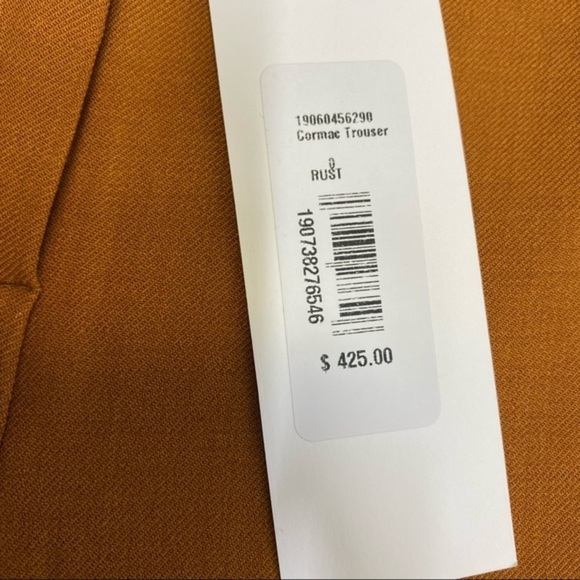 19060456290
Cormac Trouser
0
RUST
190738276546
$ 425.00